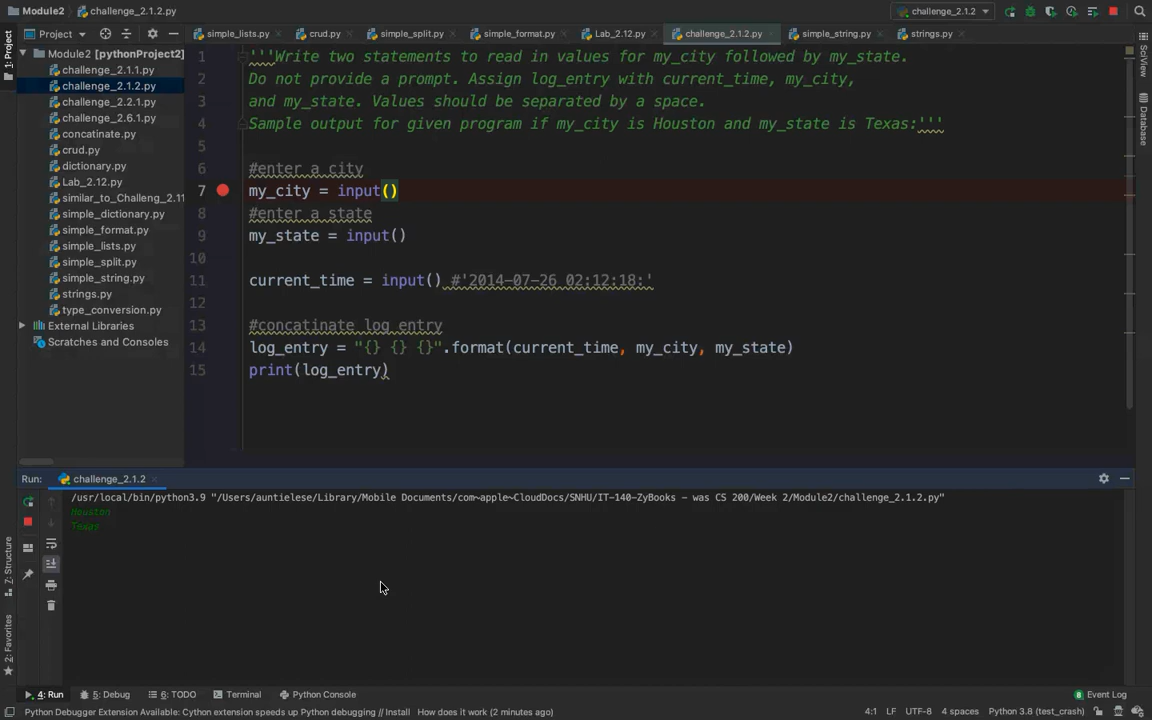 Module2 challenge_2.1.2.py
challenge_2.1.2
1: Project
Project
simple_lists.py crud.py simple_split.py simple_format.py Lab_2.12.py challenge_2.1.2.py simple_string.py strings.py
Module2 [pythonProject2]
challenge_2.1.1.py
challenge_2.1.2.py
challenge_2.2.1.py
challenge_2.6.1.py
concatinate.py
crud.py
dictionary.py
Lab_2.12.py
similar_to_Challeng_2.11
simple_dictionary.py
simple_format.py
simple_lists.py
simple_split.py
simple_string.py
strings.py
type_conversion.py
External Libraries
Scratches and Consoles
1 '''Write two statements to read in values for my_city followed by my_state.
2 Do not provide a prompt. Assign log_entry with current_time, my_city,
3 and my_state. Values should be separated by a space.
4 Sample output for given program if my_city is Houston and my_state is Texas:'''
5
6 #enter a city
7 my_city = input()
8 #enter a state
9 my_state = input()
10
11 current_time = input() #'2014-07-26 02:12:18:'
12
13 #concatinate log entry
14 log_entry = "{} {} {}".format(current_time, my_city, my_state)
15 print(log_entry)
SciView
Database
Run: challenge_2.1.2
/usr/local/bin/python3.9 "/Users/auntielese/Library/Mobile Documents/com~apple~CloudDocs/SNHU/IT-140-ZyBooks - was CS 200/Week 2/Module2/challenge_2.1.2.py"
Houston
Texas
7: Structure
2: Favorites
4: Run 5: Debug 6: TODO Terminal Python Console Event Log
Python Debugger Extension Available: Cython extension speeds up Python debugging // Install How does it work (2 minutes ago) 4:1 LF UTF-8 4 spaces Python 3.8 (test_crash)